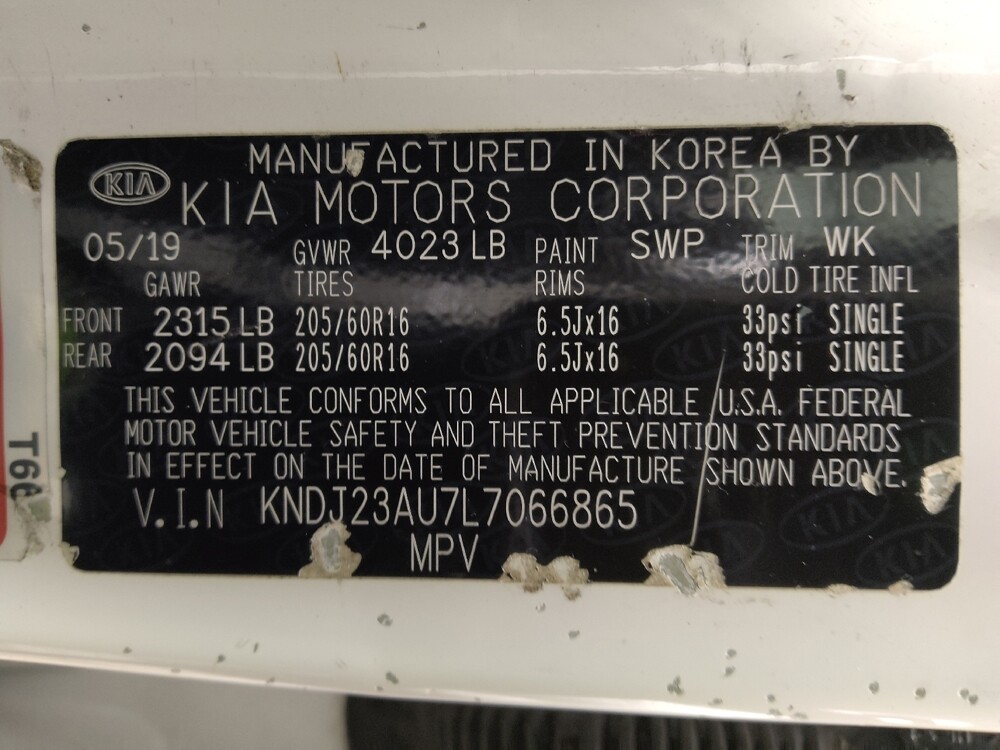 MANUFACTURED IN KOREA BY
KIA
KIA MOTORS CORPORATION
05/19 GVWR 4023 LB PAINT SWP TRIM WK
GAWR TIRES RIMS COLD TIRE INFL
FRONT 2315 LB 205/60R16 6.5Jx16 33psi SINGLE
REAR 2094 LB 205/60R16 6.5Jx16 33psi SINGLE
THIS VEHICLE CONFORMS TO ALL APPLICABLE U.S.A. FEDERAL
MOTOR VEHICLE SAFETY AND THEFT PREVENTION STANDARDS
IN EFFECT ON THE DATE OF MANUFACTURE SHOWN ABOVE.
V.I.N KNDJ23AU7L7066865
MPV